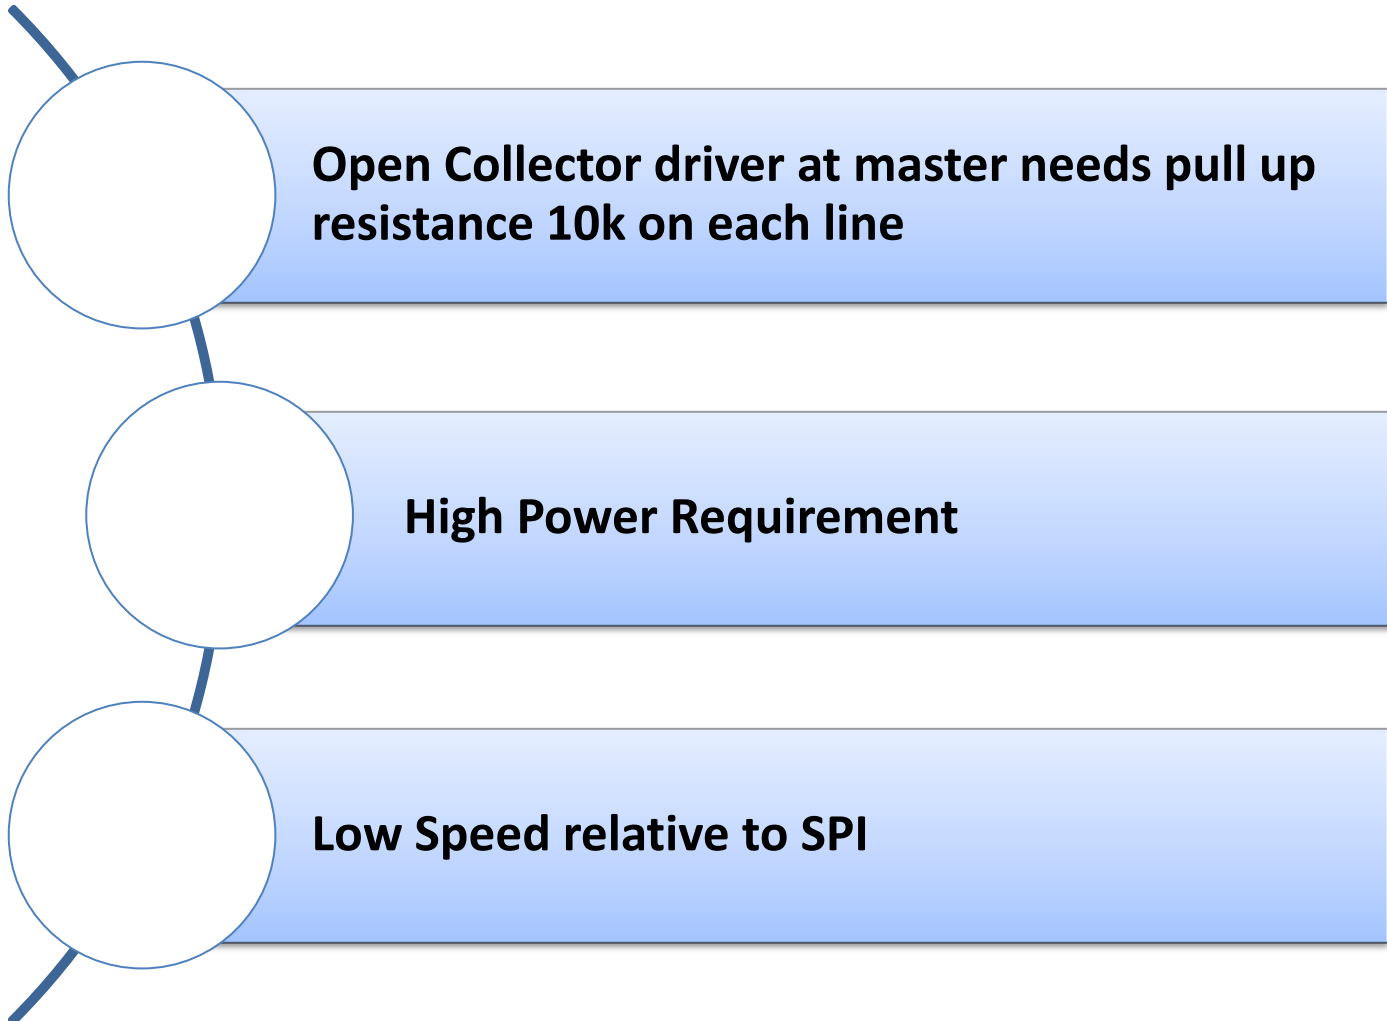 Open Collector driver at master needs pull up
resistance 10k on each line
High Power Requirement
Low Speed relative to SPI